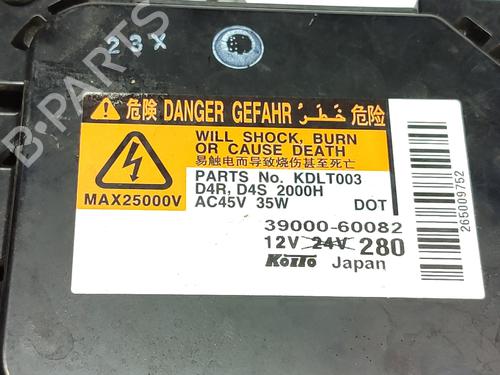 23X
危険 DANGER GEFAHR خَطَرٌ 危险
WILL SHOCK, BURN
OR CAUSE DEATH
易触电而导致烧伤甚至死亡
MAX25000V
PARTS No. KDLT003
D4R, D4S 2000H
AC45V 35W DOT
39000-60082
12V 24V 280
Koito Japan
265009752
B-PARTS